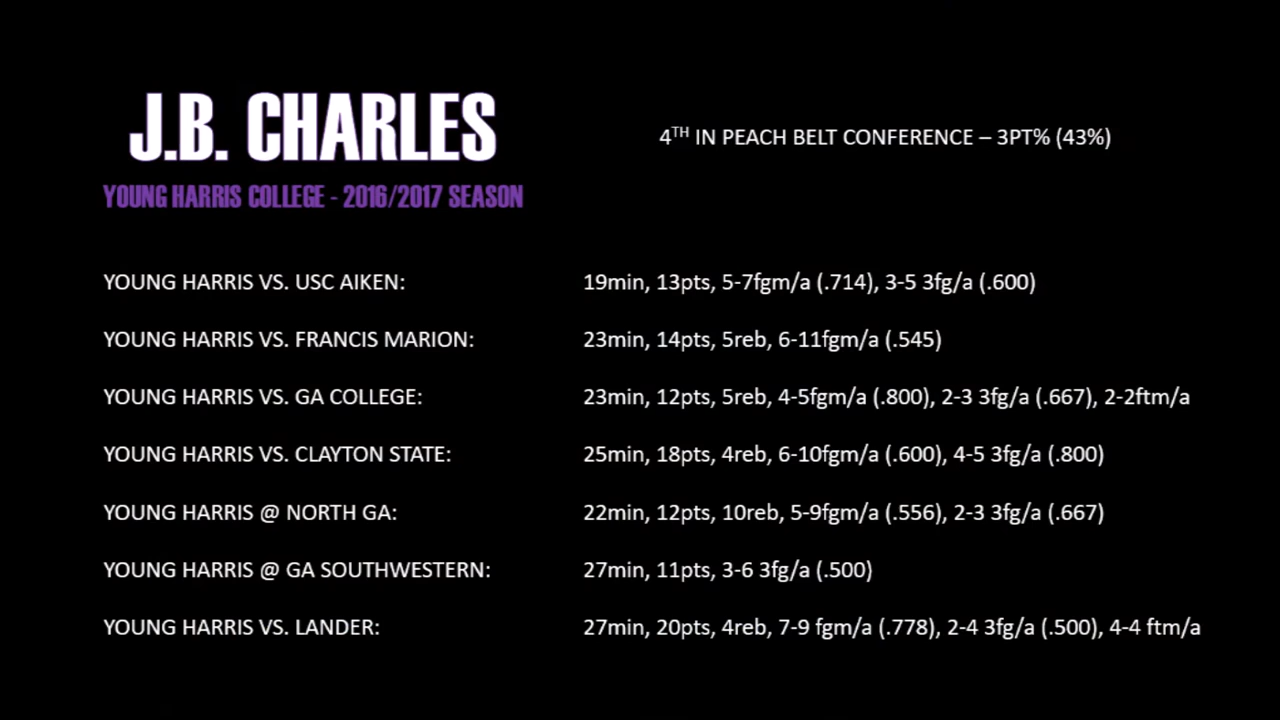 J.B. CHARLES
YOUNG HARRIS COLLEGE - 2016/2017 SEASON
4TH IN PEACH BELT CONFERENCE – 3PT% (43%)
YOUNG HARRIS VS. USC AIKEN: 19min, 13pts, 5-7fgm/a (.714), 3-5 3fg/a (.600)
YOUNG HARRIS VS. FRANCIS MARION: 23min, 14pts, 5reb, 6-11fgm/a (.545)
YOUNG HARRIS VS. GA COLLEGE: 23min, 12pts, 5reb, 4-5fgm/a (.800), 2-3 3fg/a (.667), 2-2ftm/a
YOUNG HARRIS VS. CLAYTON STATE: 25min, 18pts, 4reb, 6-10fgm/a (.600), 4-5 3fg/a (.800)
YOUNG HARRIS @ NORTH GA: 22min, 12pts, 10reb, 5-9fgm/a (.556), 2-3 3fg/a (.667)
YOUNG HARRIS @ GA SOUTHWESTERN: 27min, 11pts, 3-6 3fg/a (.500)
YOUNG HARRIS VS. LANDER: 27min, 20pts, 4reb, 7-9 fgm/a (.778), 2-4 3fg/a (.500), 4-4 ftm/a